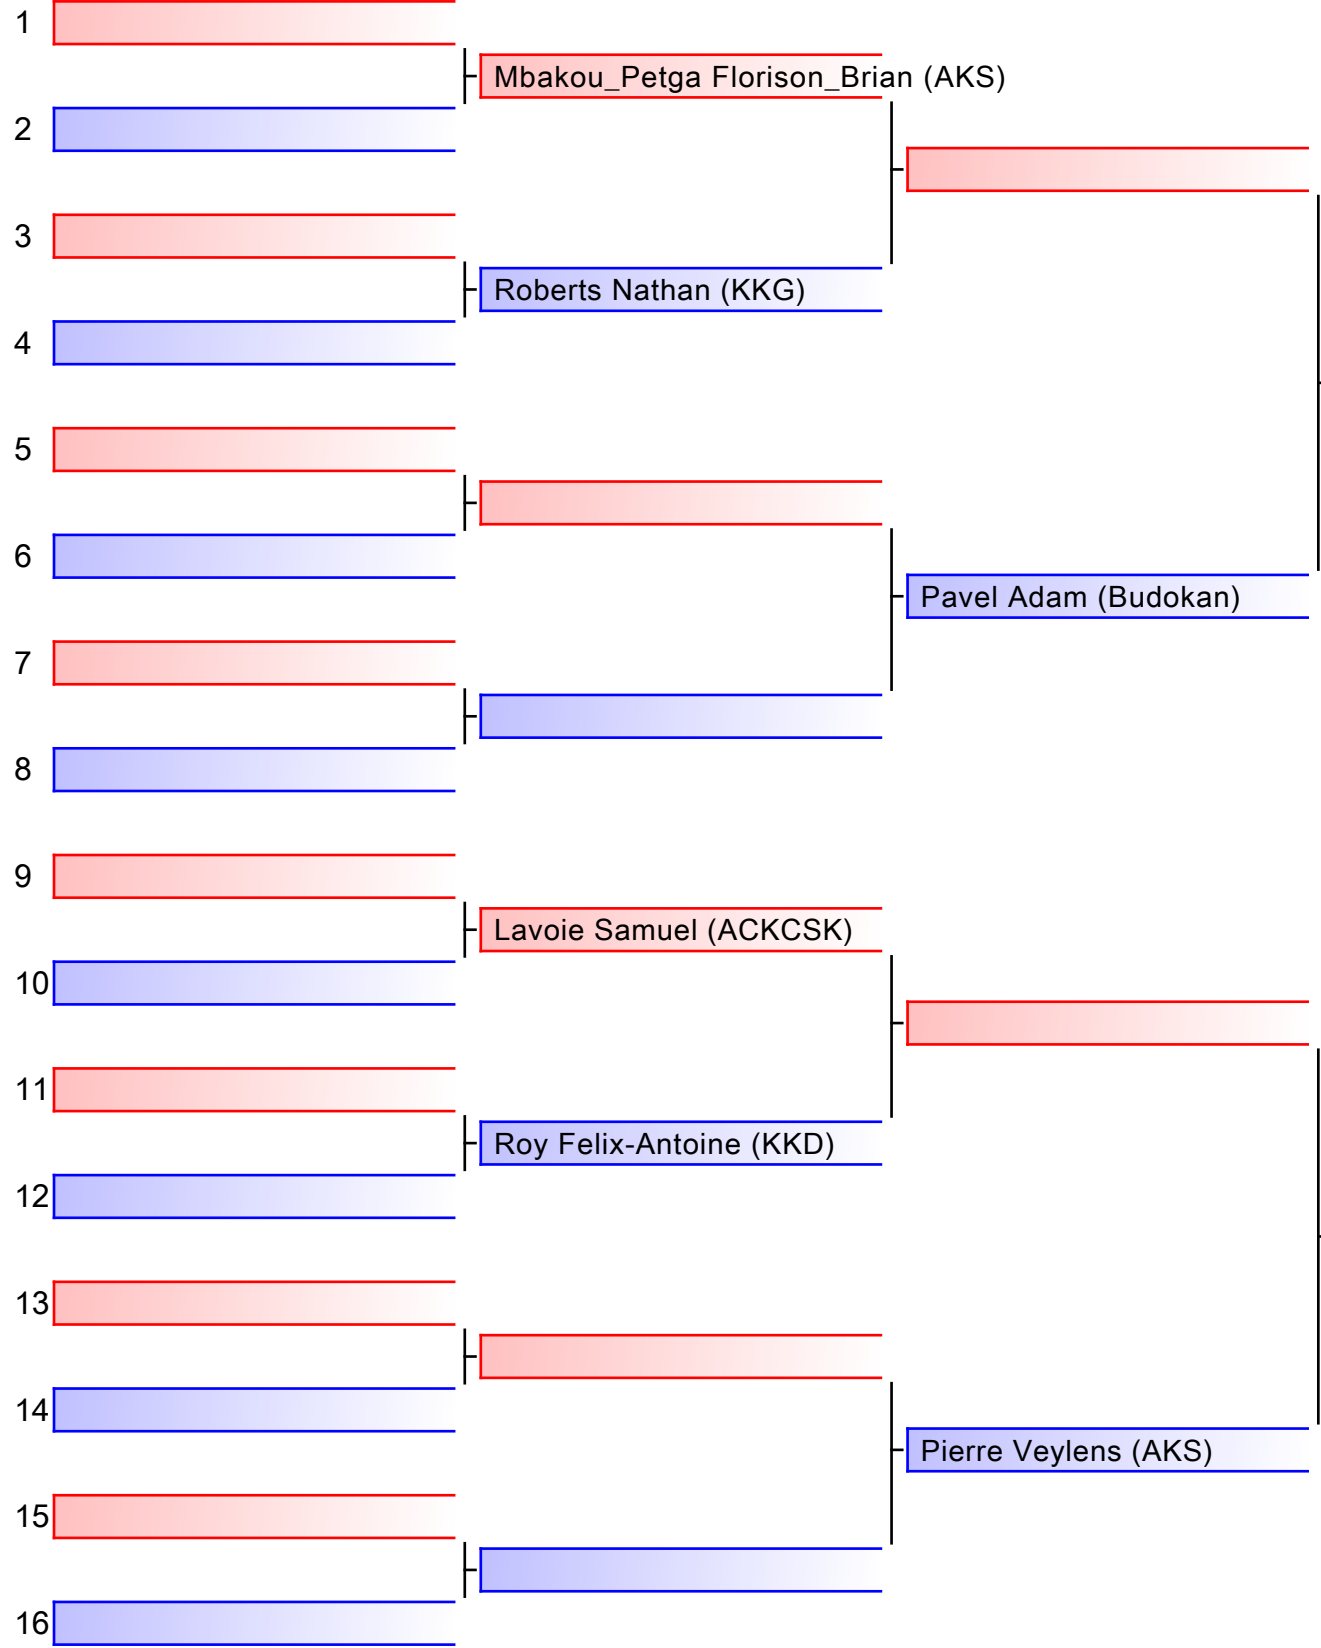 1
Mbakou_Petga Florison_Brian (AKS)
2
3
Roberts Nathan (KKG)
4
5
6
Pavel Adam (Budokan)
7
8
9
Lavoie Samuel (ACKCSK)
10
11
Roy Felix-Antoine (KKD)
12
13
14
Pierre Veylens (AKS)
15
16